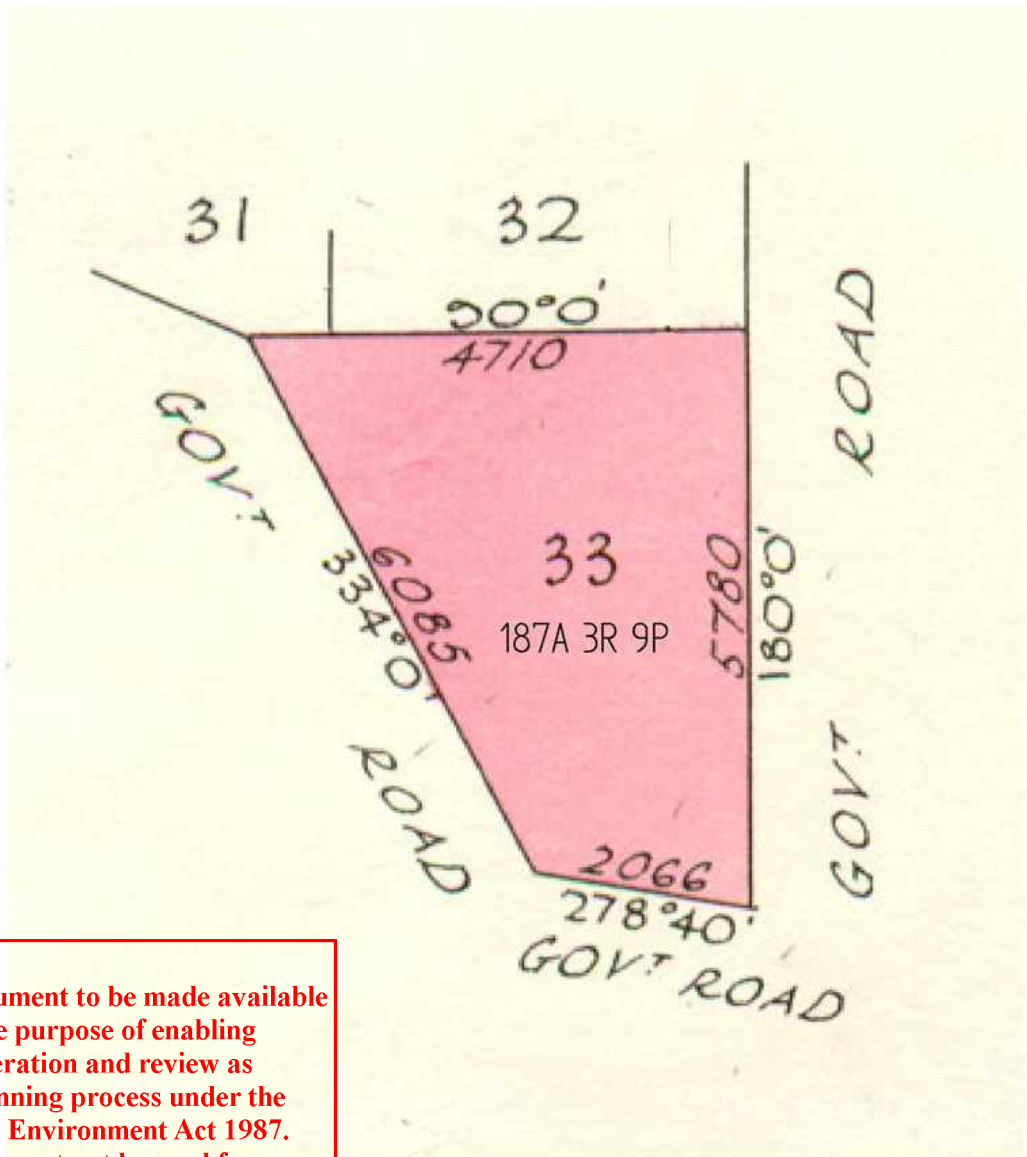 31
32
90°0'
4710
GOV.T
ROAD
334°0'
6085
33
187A 3R 9P
5780
180°0'
GOV.T
ROAD
2066
278°40'
GOV.T ROAD
ument to be made available
e purpose of enabling
eration and review as
nning process under the
Environment Act 1987.